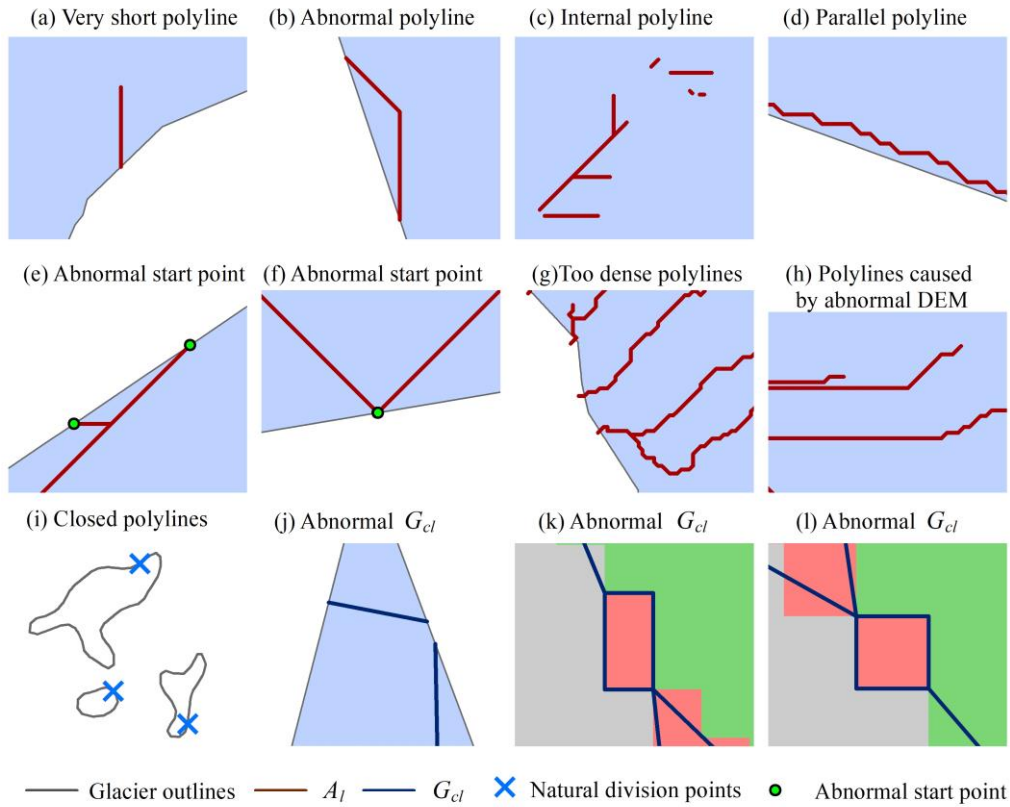 (a) Very short polyline
(b) Abnormal polyline
(c) Internal polyline
(d) Parallel polyline
(e) Abnormal start point
(f) Abnormal start point
(g)Too dense polylines
(h) Polylines caused
by abnormal DEM
(i) Closed polylines
(j) Abnormal Gcl
(k) Abnormal Gcl
(l) Abnormal Gcl
Glacier outlines
Al
Gcl
Natural division points
Abnormal start point